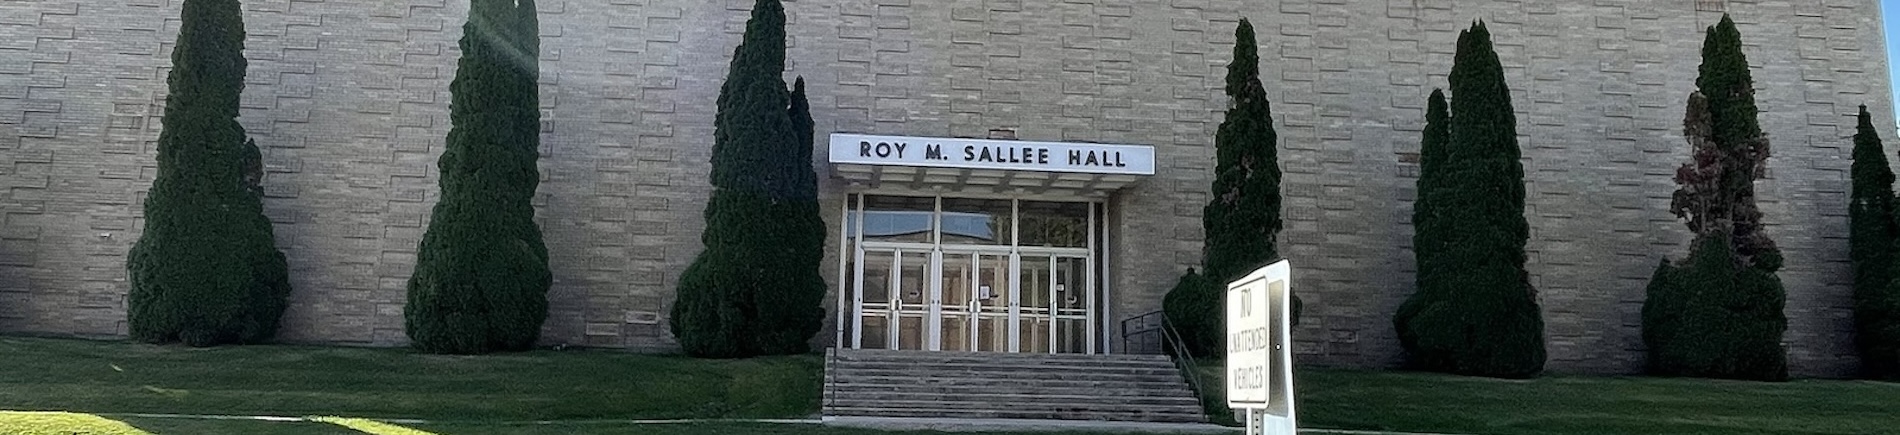 ROY M. SALLEE HALL
NO
UNATTENDED
VEHICLES